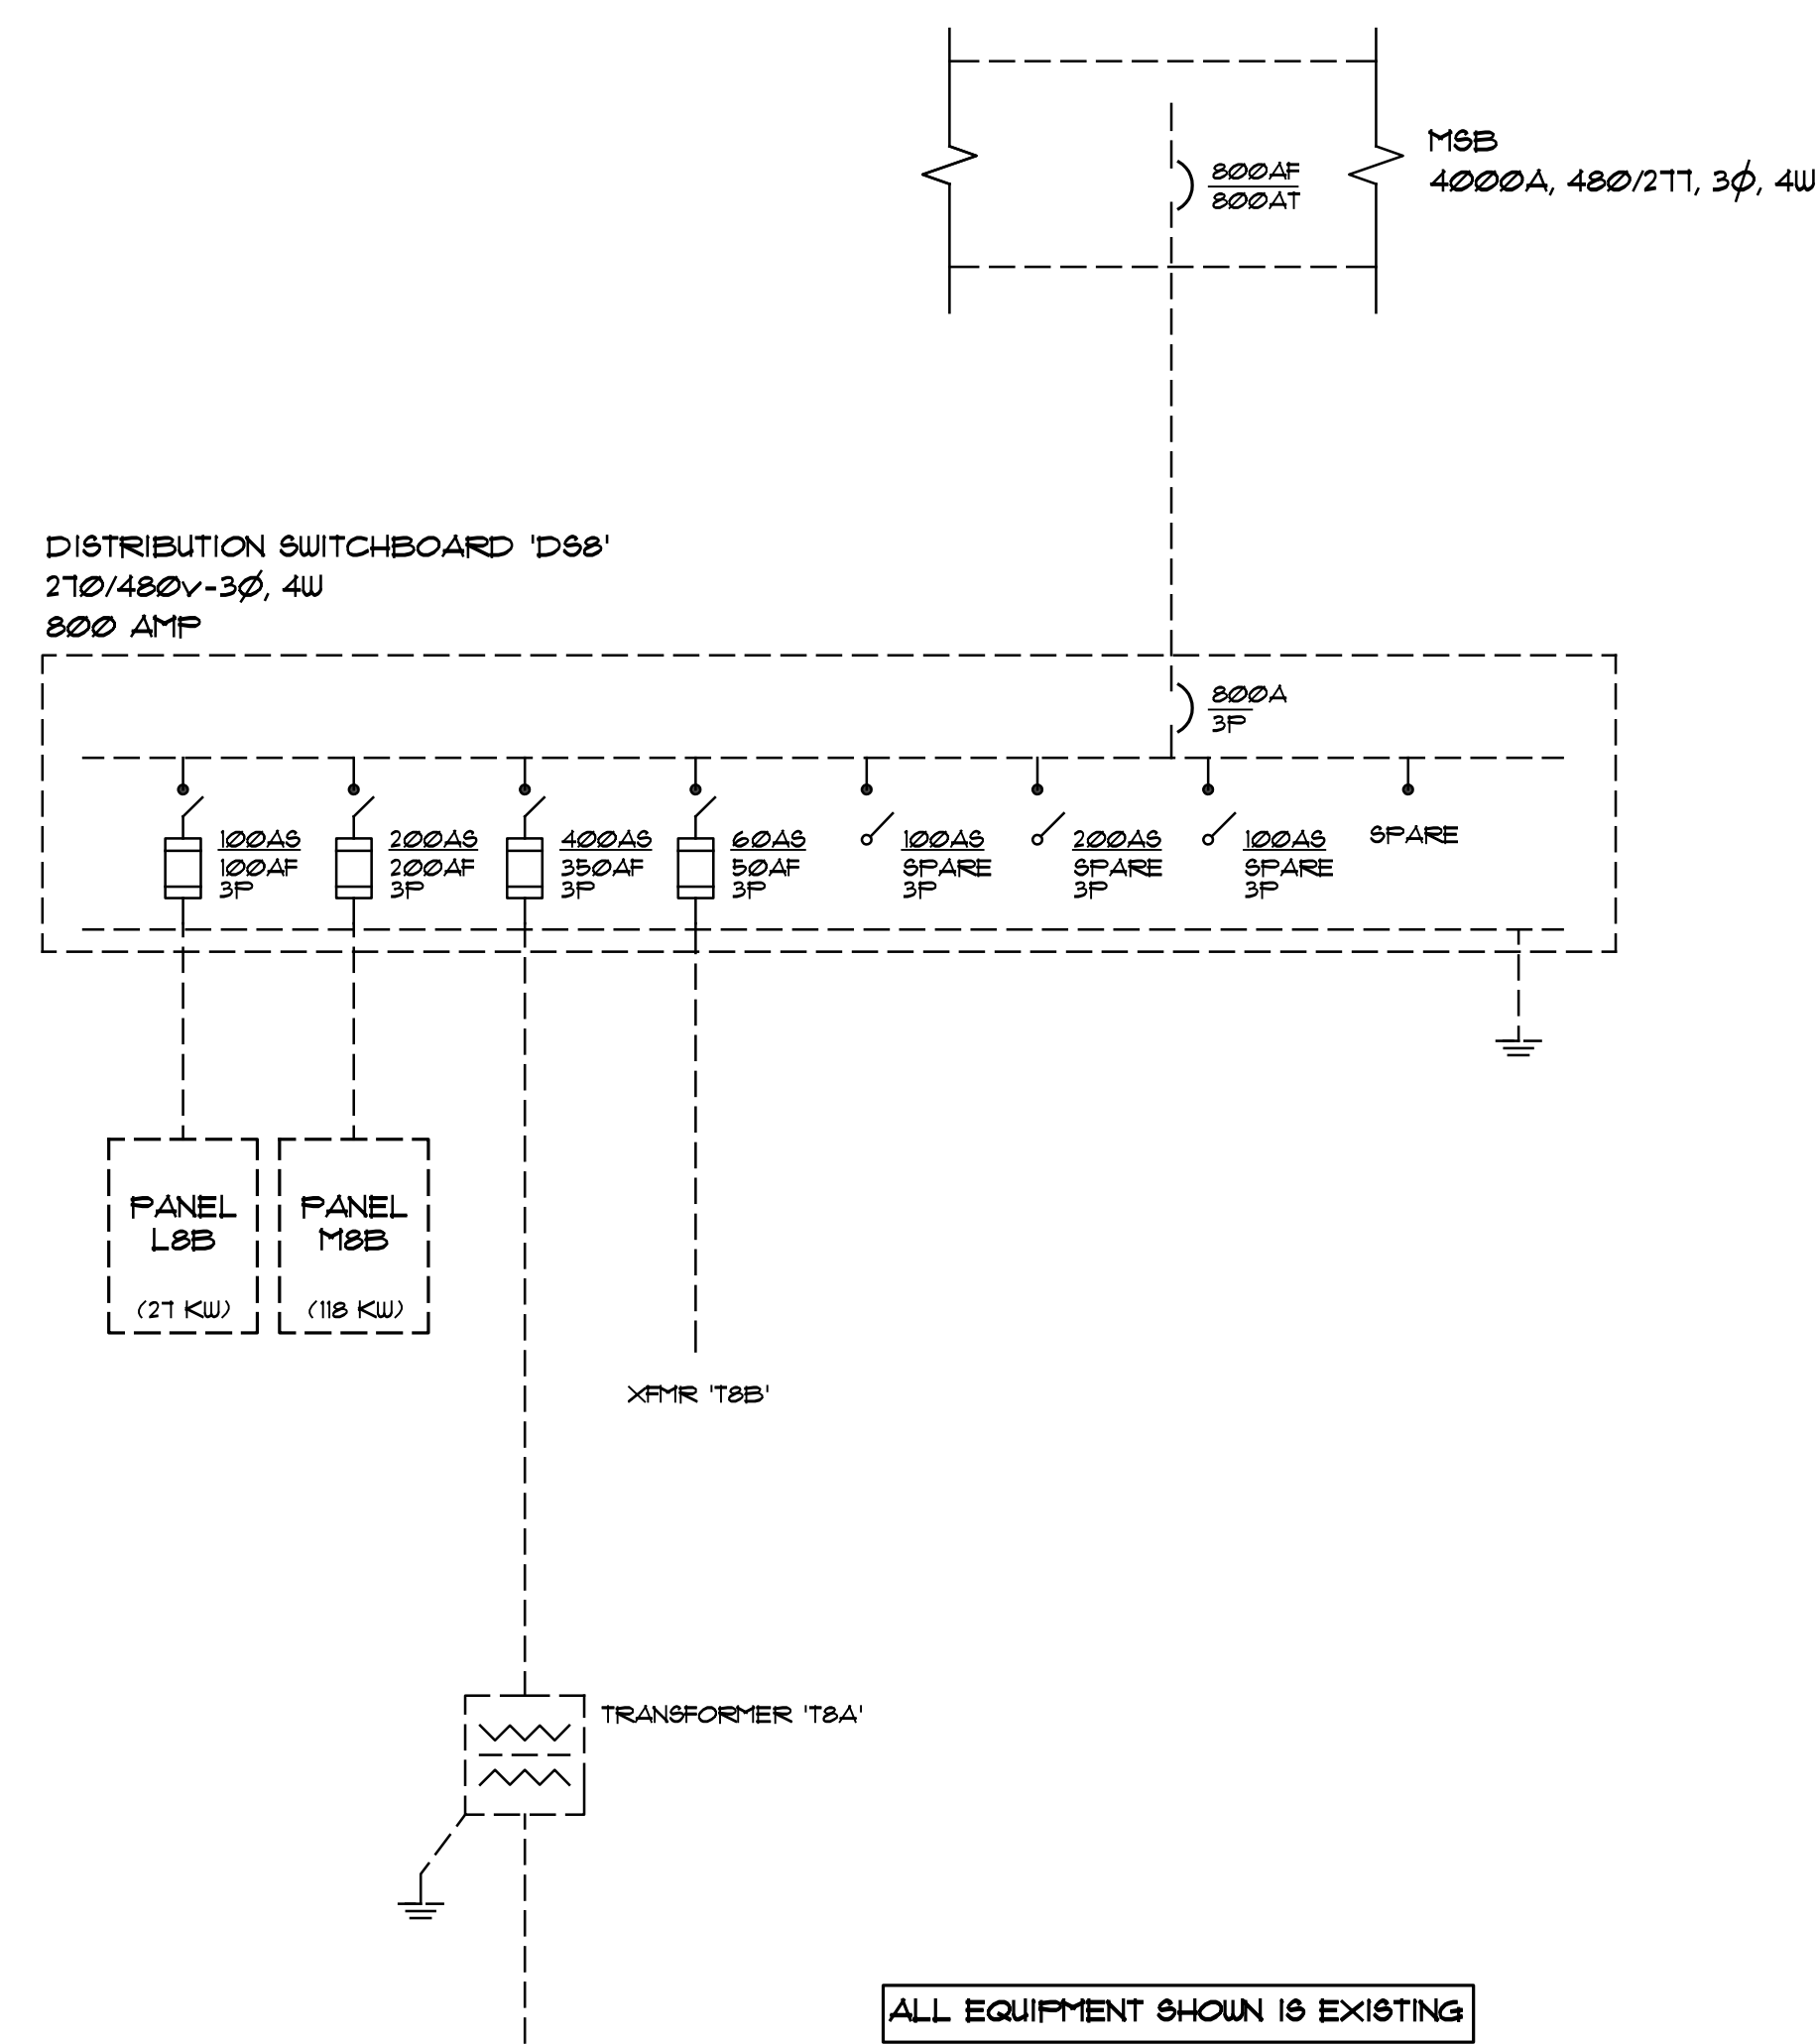 MSB
4000A, 480/277, 3Ø, 4W
800AF
800AT
DISTRIBUTION SWITCHBOARD 'DS8'
270/480v-3Ø, 4W
800 AMP
800A
3P
100AS
100AF
3P
200AS
200AF
3P
400AS
350AF
3P
60AS
50AF
3P
100AS
SPARE
3P
200AS
SPARE
3P
100AS
SPARE
3P
SPARE
PANEL
L8B
(27 KW)
PANEL
M8B
(118 KW)
XFMR 'T8B'
TRANSFORMER 'T8A'
ALL EQUIPMENT SHOWN IS EXISTING